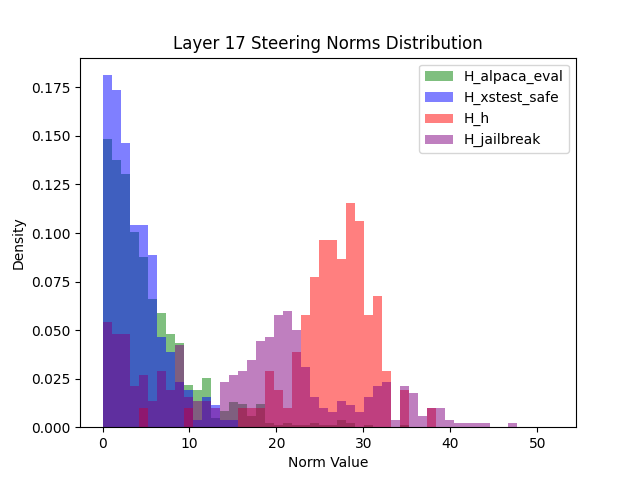 Layer 17 Steering Norms Distribution
H_alpaca_eval
H_xstest_safe
H_h
H_jailbreak
0.175
0.150
0.125
0.100
0.075
0.050
0.025
0.000
Density
0 10 20 30 40 50
Norm Value